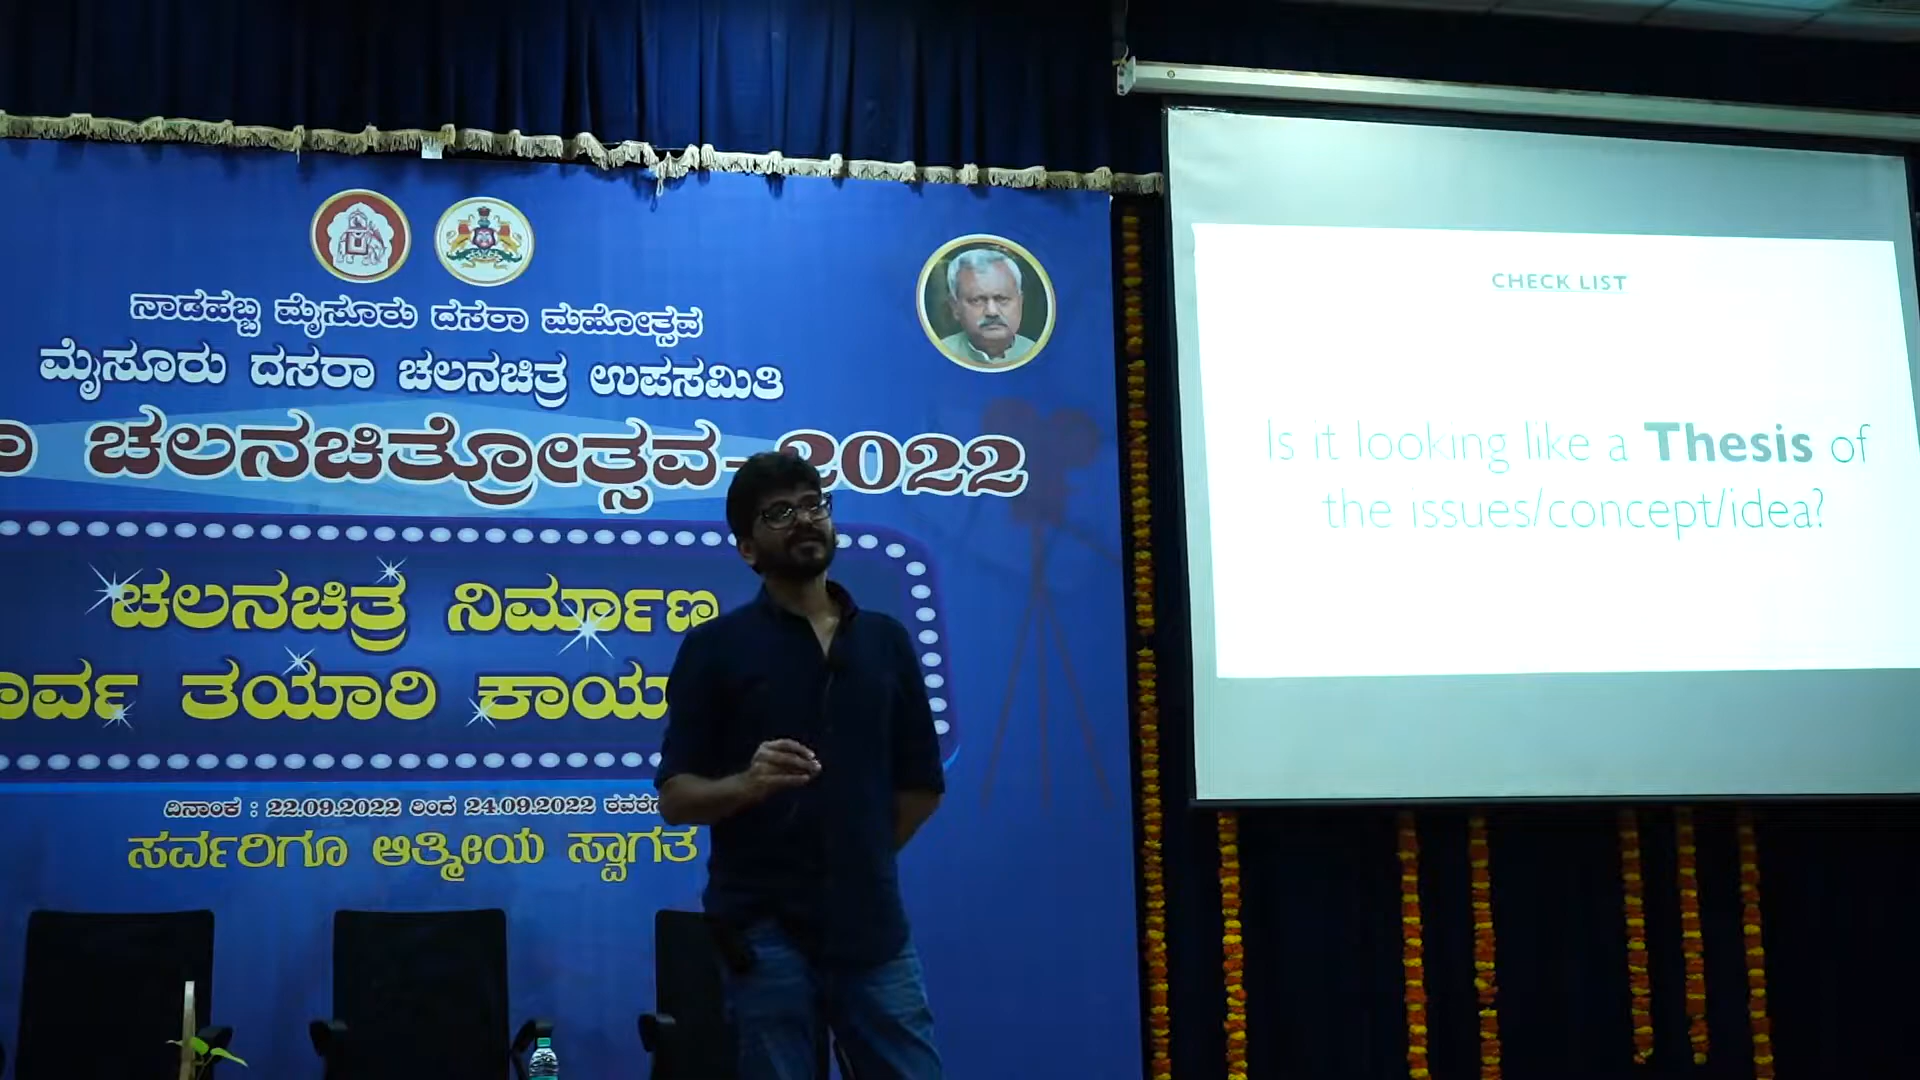 ನಾಡಹಬ್ಬ ಮೈಸೂರು ದಸರಾ ಮಹೋತ್ಸವ
ಮೈಸೂರು ದಸರಾ ಚಲನಚಿತ್ರ ಉಪಸಮಿತಿ
ಚಲನಚಿತ್ರೋತ್ಸವ-2022
ಚಲನಚಿತ್ರ ನಿರ್ಮಾಣ
ತಯಾರಿ
ದಿನಾಂಕ : 22.09.2022 ರಿಂದ 24.09.2022
ಸರ್ವರಿಗೂ ಆತ್ಮೀಯ ಸ್ವಾಗತ
CHECK LIST
Is it looking like a Thesis of
the issues/concept/idea?